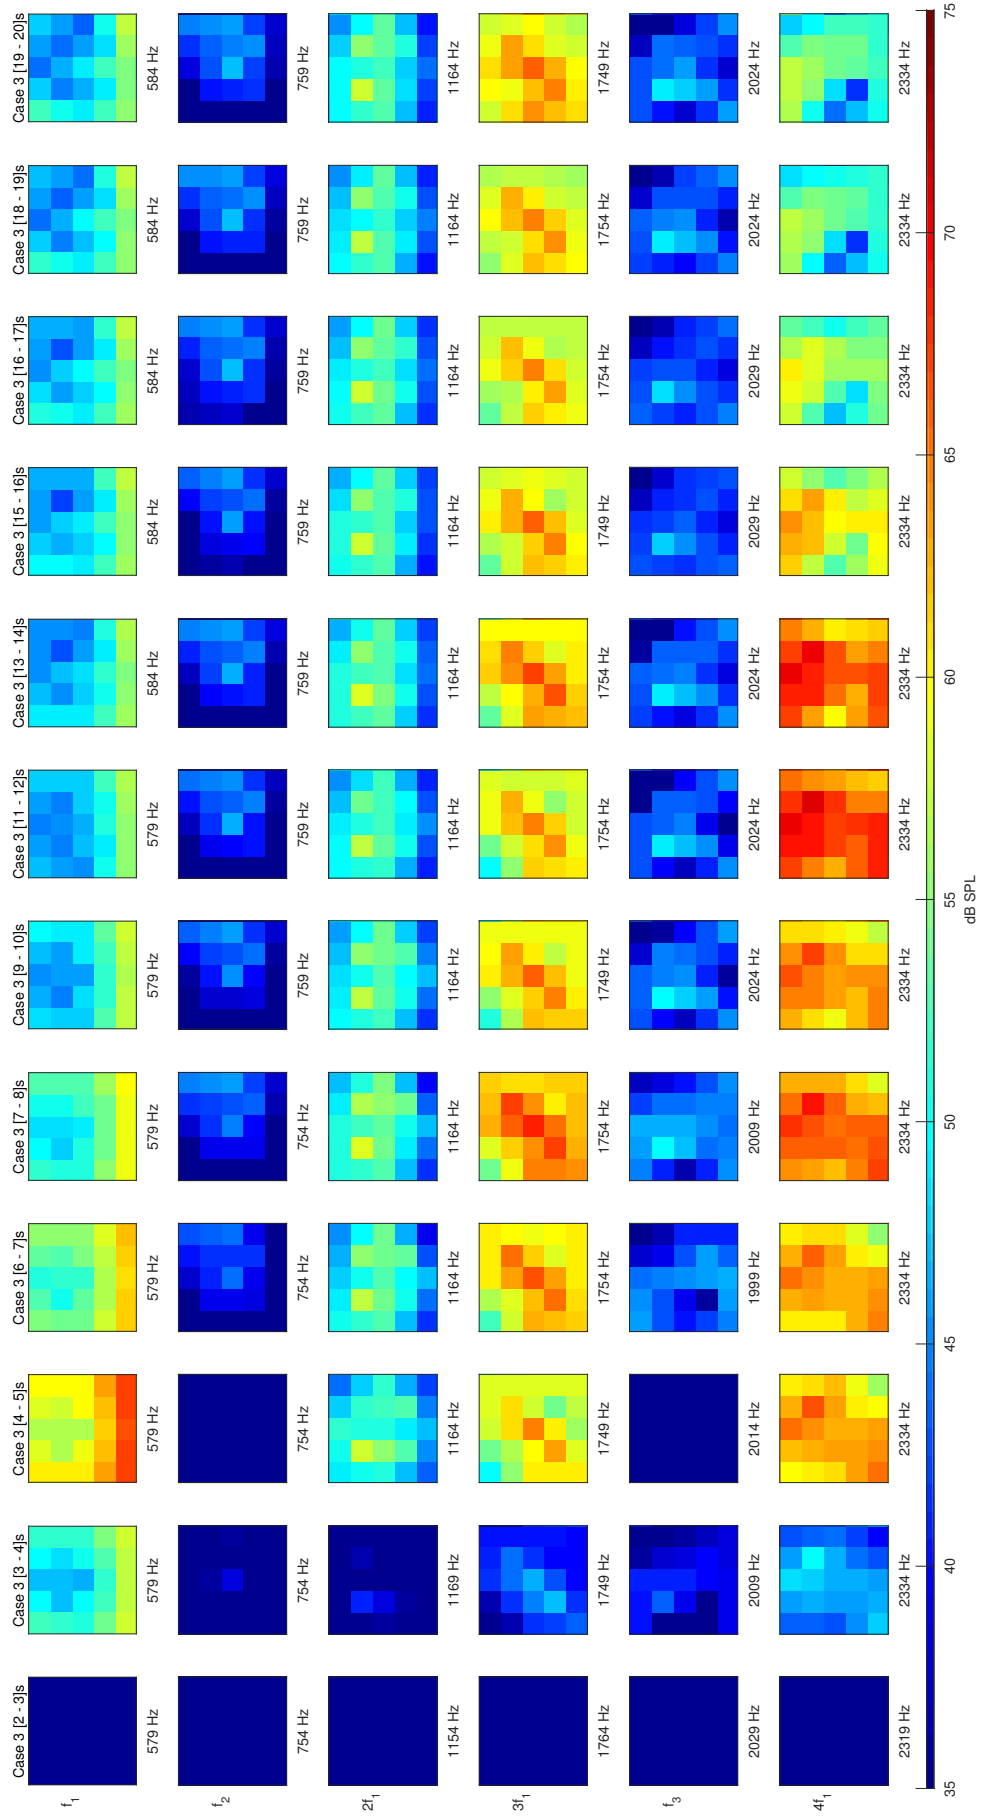 Case 3 [2 - 3]s Case 3 [3 - 4]s Case 3 [4 - 5]s Case 3 [6 - 7]s Case 3 [7 - 8]s Case 3 [9 - 10]s Case 3 [11 - 12]s Case 3 [13 - 14]s Case 3 [15 - 16]s Case 3 [16 - 17]s Case 3 [18 - 19]s Case 3 [19 - 20]s
f1
579 Hz 579 Hz 579 Hz 579 Hz 579 Hz 579 Hz 579 Hz 584 Hz 584 Hz 584 Hz 584 Hz 584 Hz
f2
754 Hz 754 Hz 754 Hz 754 Hz 754 Hz 759 Hz 759 Hz 759 Hz 759 Hz 759 Hz 759 Hz 759 Hz
2f1
1154 Hz 1169 Hz 1164 Hz 1164 Hz 1164 Hz 1164 Hz 1164 Hz 1164 Hz 1164 Hz 1164 Hz 1164 Hz 1164 Hz
3f1
1764 Hz 1749 Hz 1749 Hz 1754 Hz 1754 Hz 1749 Hz 1754 Hz 1754 Hz 1749 Hz 1754 Hz 1754 Hz 1749 Hz
f3
2029 Hz 2009 Hz 2014 Hz 1999 Hz 2009 Hz 2024 Hz 2024 Hz 2024 Hz 2029 Hz 2029 Hz 2024 Hz 2024 Hz
4f1
2319 Hz 2334 Hz 2334 Hz 2334 Hz 2334 Hz 2334 Hz 2334 Hz 2334 Hz 2334 Hz 2334 Hz 2334 Hz 2334 Hz
35 40 45 50 55 60 65 70 75
dB SPL